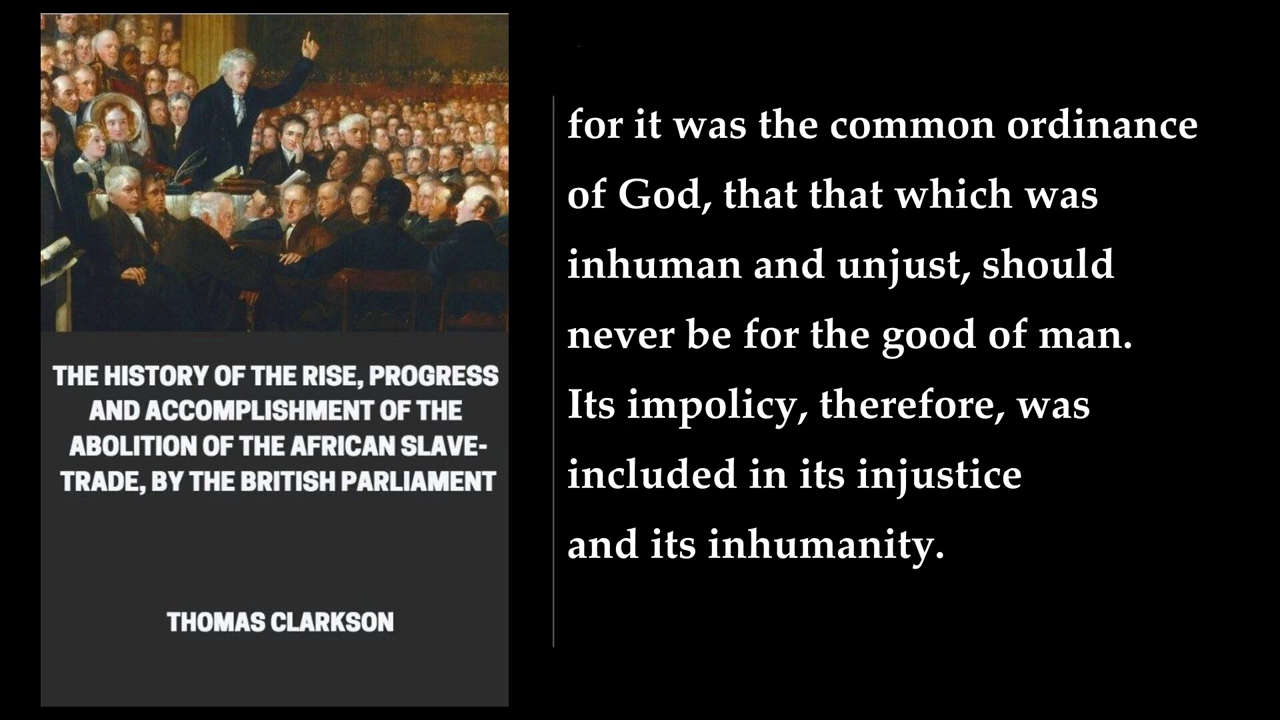 THE HISTORY OF THE RISE, PROGRESS
AND ACCOMPLISHMENT OF THE
ABOLITION OF THE AFRICAN SLAVE-
TRADE, BY THE BRITISH PARLIAMENT
THOMAS CLARKSON
for it was the common ordinance
of God, that that which was
inhuman and unjust, should
never be for the good of man.
Its impolicy, therefore, was
included in its injustice
and its inhumanity.